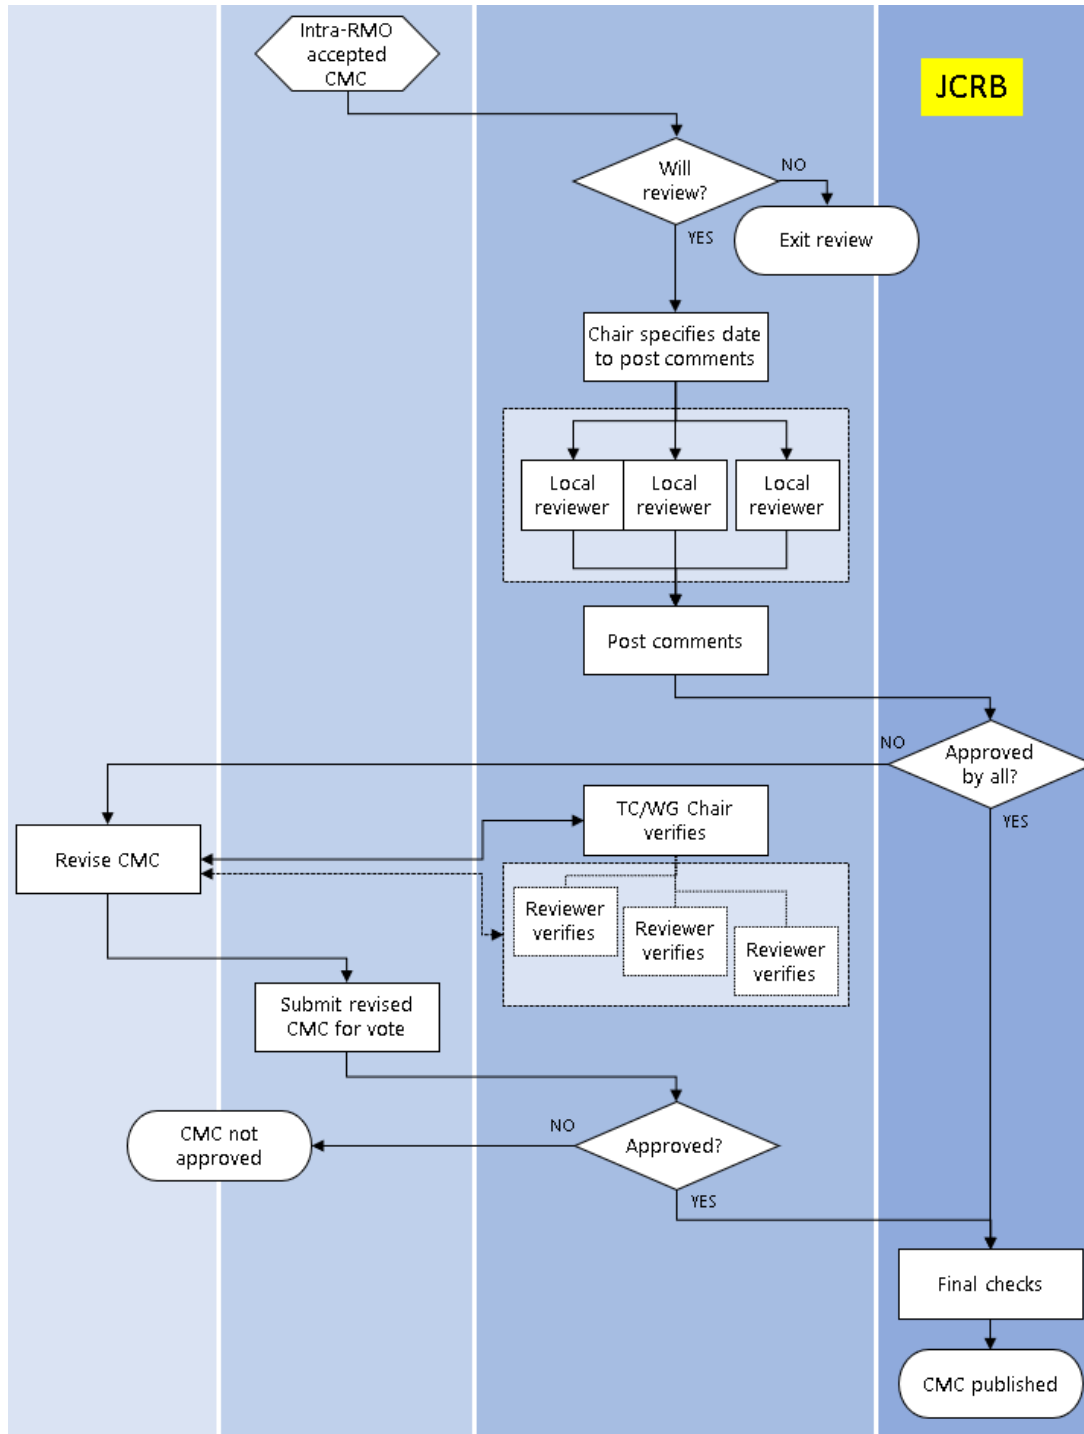 Intra-RMO
accepted
CMC
JCRB
Will
review?
NO
Exit review
YES
Chair specifies date
to post comments
Local
reviewer
Local
reviewer
Local
reviewer
Post comments
NO
Approved
by all?
YES
TC/WG Chair
verifies
Revise CMC
Reviewer
verifies
Reviewer
verifies
Reviewer
verifies
Submit revised
CMC for vote
NO
CMC not
approved
Approved?
YES
Final checks
CMC published